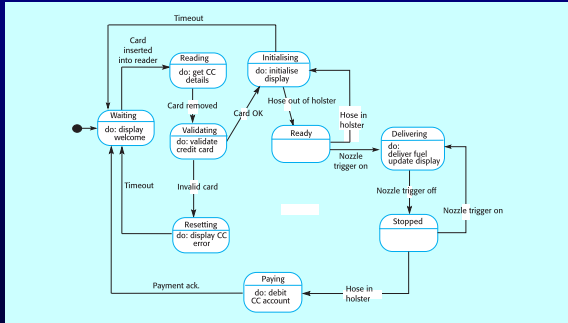 Timeout
Card
inserted
into reader
Reading
do: get CC
details
Initialising
do: initialise
display
Card removed
Hose out of holster
Card OK
Waiting
do: display
welcome
Validating
do: validate
credit card
Ready
Hose in
holster
Delivering
do:
deliver fuel
update display
Nozzle
trigger on
Timeout
Invalid card
Nozzle trigger off
Nozzle trigger on
Resetting
do: display CC
error
Stopped
Paying
do: debit
CC account
Payment ack.
Hose in
holster